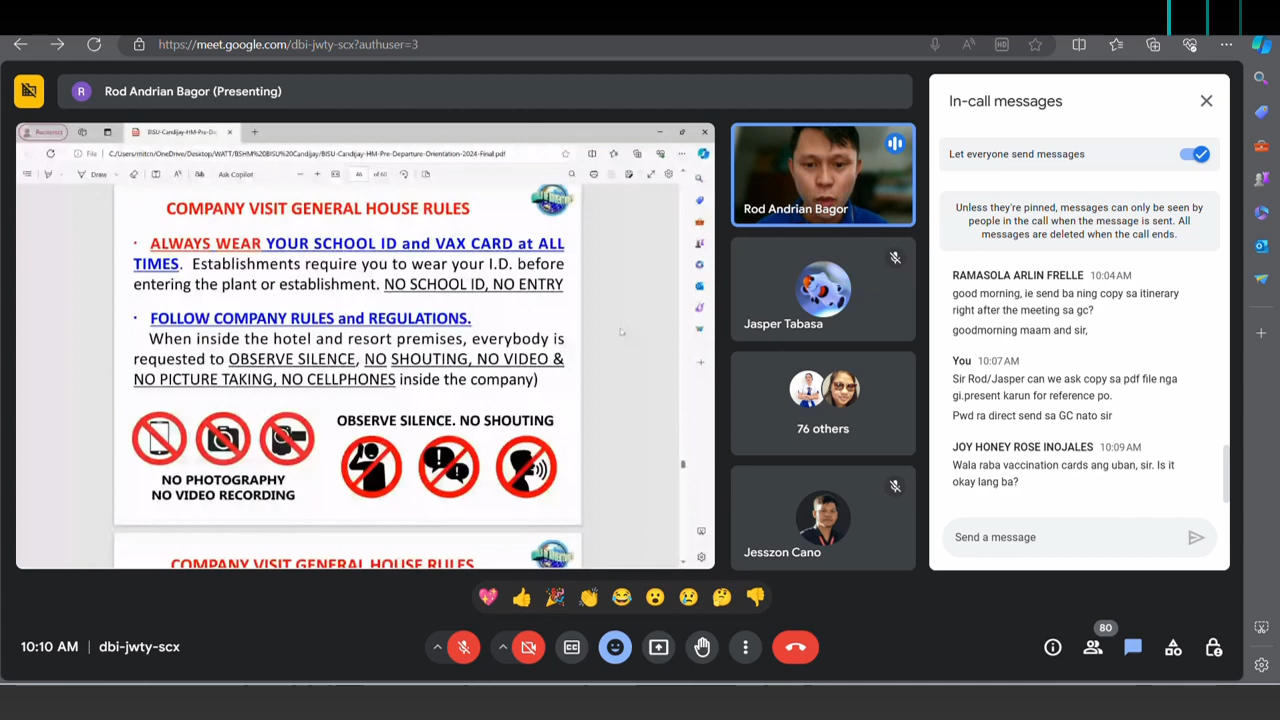 https://meet.google.com/dbi-jwty-scx?authuser=3
R
Rod Andrian Bagor (Presenting)
BISU-Candijay-HM-Pre-De
File
C:/Users/mitcn/OneDrive/Desktop/WATT/BSHM%20BISU%20Candijay/BISU-Candijay-HM-Pre-Departure-Orientation-2024-Final.pdf
Draw
Ask Copilot
46
of 60
COMPANY VISIT GENERAL HOUSE RULES
· ALWAYS WEAR YOUR SCHOOL ID and VAX CARD at ALL
TIMES. Establishments require you to wear your I.D. before
entering the plant or establishment. NO SCHOOL ID, NO ENTRY
· FOLLOW COMPANY RULES and REGULATIONS.
When inside the hotel and resort premises, everybody is
requested to OBSERVE SILENCE, NO SHOUTING, NO VIDEO &
NO PICTURE TAKING, NO CELLPHONES inside the company)
OBSERVE SILENCE. NO SHOUTING
NO PHOTOGRAPHY
NO VIDEO RECORDING
COMPANY VISIT GENERAL HOUSE RULES
Rod Andrian Bagor
Jasper Tabasa
76 others
Jesszon Cano
In-call messages
Let everyone send messages
Unless they're pinned, messages can only be seen by
people in the call when the message is sent. All
messages are deleted when the call ends.
RAMASOLA ARLIN FRELLE 10:04 AM
good morning, ie send ba ning copy sa itinerary
right after the meeting sa gc?
goodmorning maam and sir,
You 10:07 AM
Sir Rod/Jasper can we ask copy sa pdf file nga
gi.present karun for reference po.
Pwd ra direct send sa GC nato sir
JOY HONEY ROSE INOJALES 10:09 AM
Wala raba vaccination cards ang uban, sir. Is it
okay lang ba?
Send a message
10:10 AM | dbi-jwty-scx
80